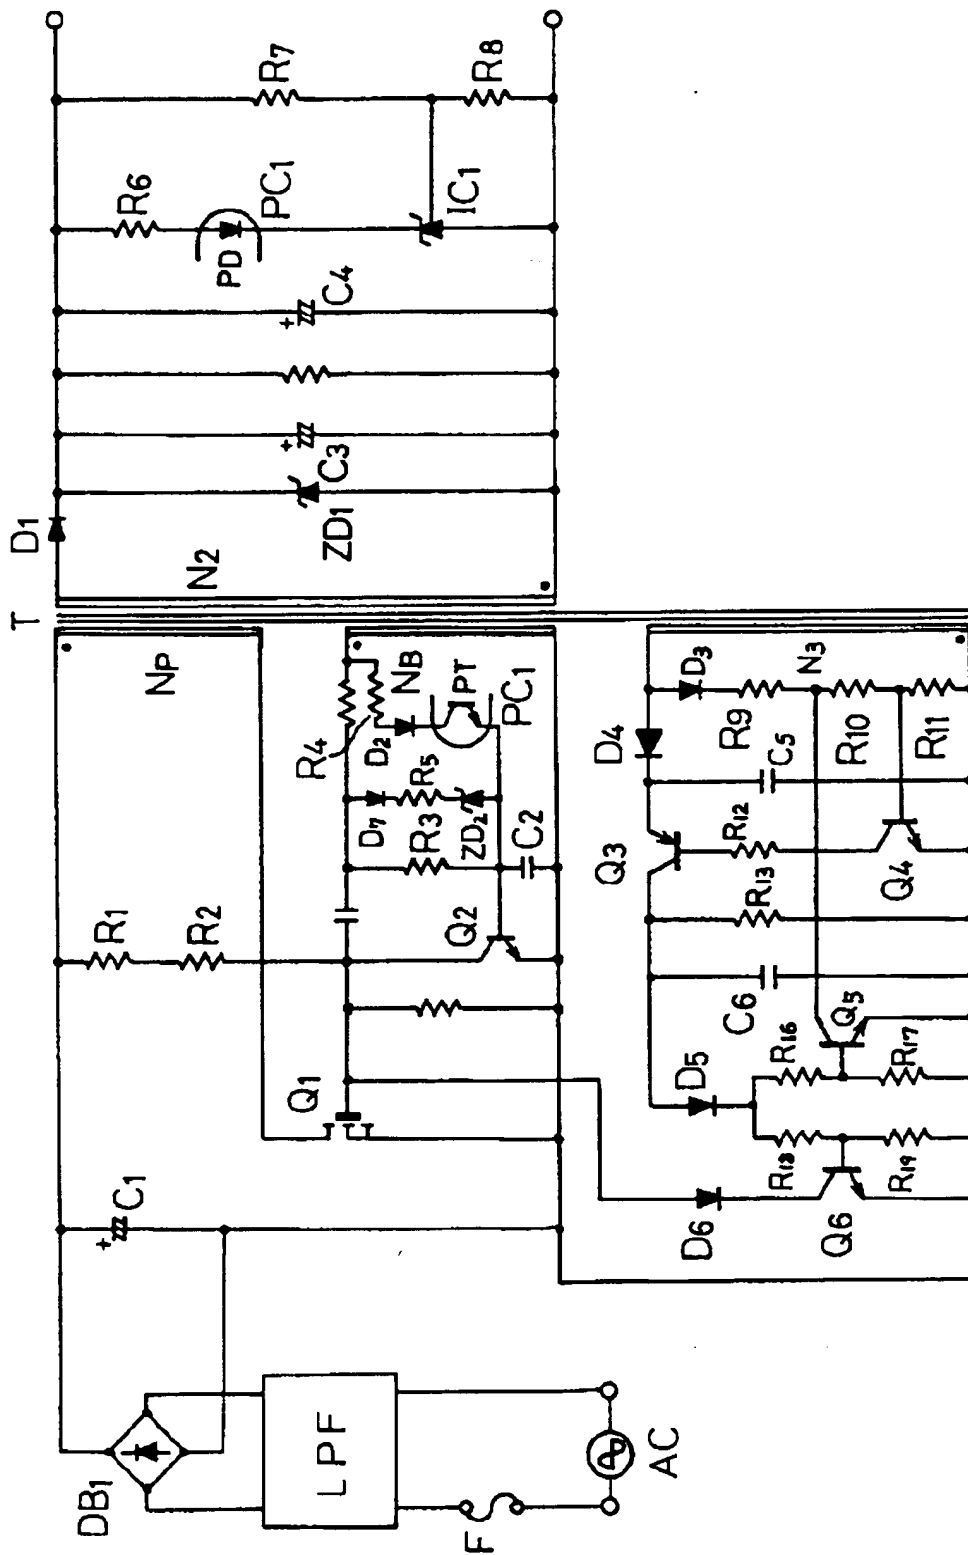 T
D1
N2
ZD1
C3
C4
R6
PD
PC1
IC1
R7
R8
NP
R1
R2
R4
NB
D2
PT
PC1
D7
R5
ZD2
R3
C2
Q2
Q1
C1
DB1
LPF
F
AC
D3
N3
D4
R9
R10
R11
C5
Q3
R12
Q4
R13
C6
Q5
D5
R16
R17
R18
R19
D6
Q6